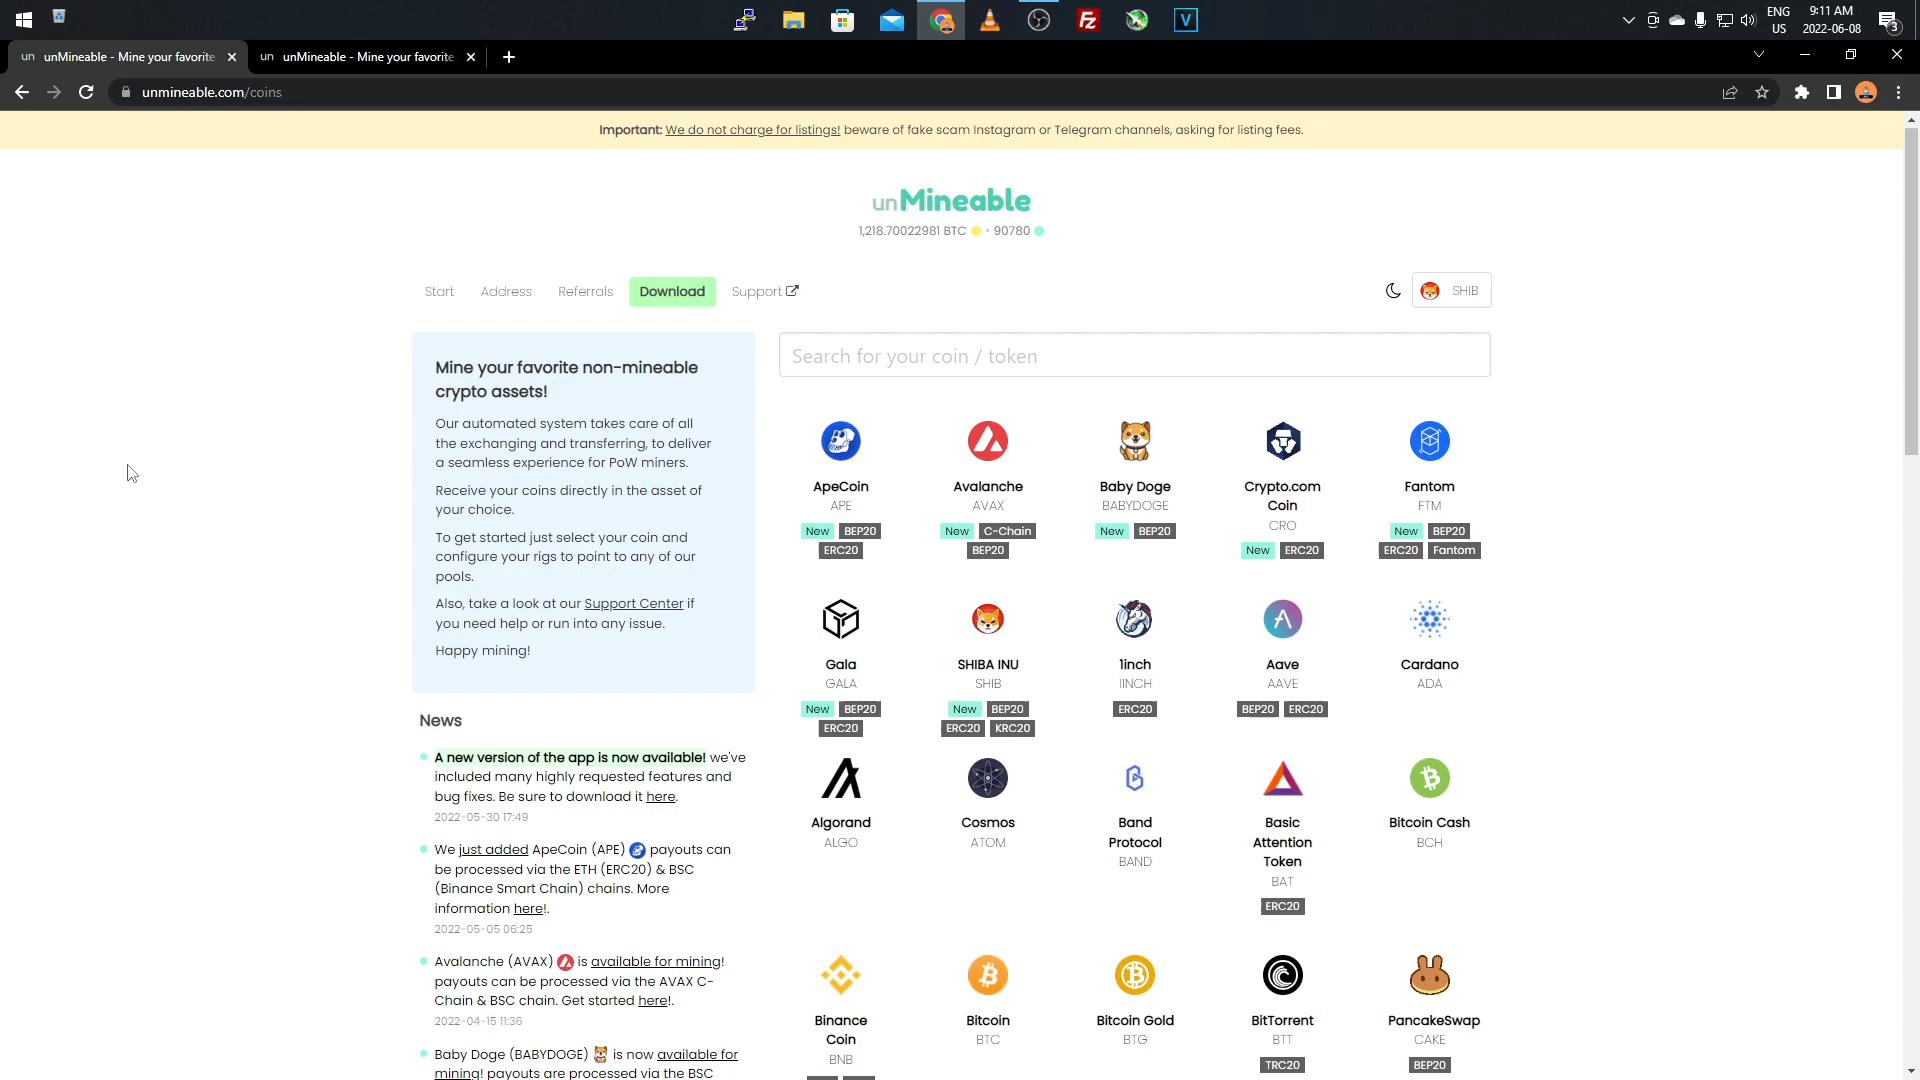 ENG
US
9:11 AM
2022-06-08
3
un unMineable - Mine your favorite
un unMineable - Mine your favorite
unmineable.com/coins
Important: We do not charge for listings! beware of fake scam Instagram or Telegram channels, asking for listing fees.
unMineable
1,218.70022981 BTC • 90780
Start Address Referrals Download Support
SHIB
Mine your favorite non-mineable
crypto assets!
Our automated system takes care of all
the exchanging and transferring, to deliver
a seamless experience for PoW miners.
Receive your coins directly in the asset of
your choice.
To get started just select your coin and
configure your rigs to point to any of our
pools.
Also, take a look at our Support Center if
you need help or run into any issue.
Happy mining!
News
A new version of the app is now available! we've
included many highly requested features and
bug fixes. Be sure to download it here.
2022-05-30 17:49
We just added ApeCoin (APE) payouts can
be processed via the ETH (ERC20) & BSC
(Binance Smart Chain) chains. More
information here!.
2022-05-05 06:25
Avalanche (AVAX) is available for mining!
payouts can be processed via the AVAX C-
Chain & BSC chain. Get started here!.
2022-04-15 11:36
Baby Doge (BABYDOGE) is now available for
mining! payouts are processed via the BSC
Search for your coin / token
ApeCoin
APE
New BEP20
ERC20
Avalanche
AVAX
New C-Chain
BEP20
Baby Doge
BABYDOGE
New BEP20
Crypto.com
Coin
CRO
New ERC20
Fantom
FTM
New BEP20
ERC20 Fantom
Gala
GALA
New BEP20
ERC20
SHIBA INU
SHIB
New BEP20
ERC20 KRC20
1inch
1INCH
ERC20
Aave
AAVE
BEP20 ERC20
Cardano
ADA
Algorand
ALGO
Cosmos
ATOM
Band
Protocol
BAND
Basic
Attention
Token
BAT
ERC20
Bitcoin Cash
BCH
Binance
Coin
BNB
Bitcoin
BTC
Bitcoin Gold
BTG
BitTorrent
BTT
TRC20
PancakeSwap
CAKE
BEP20